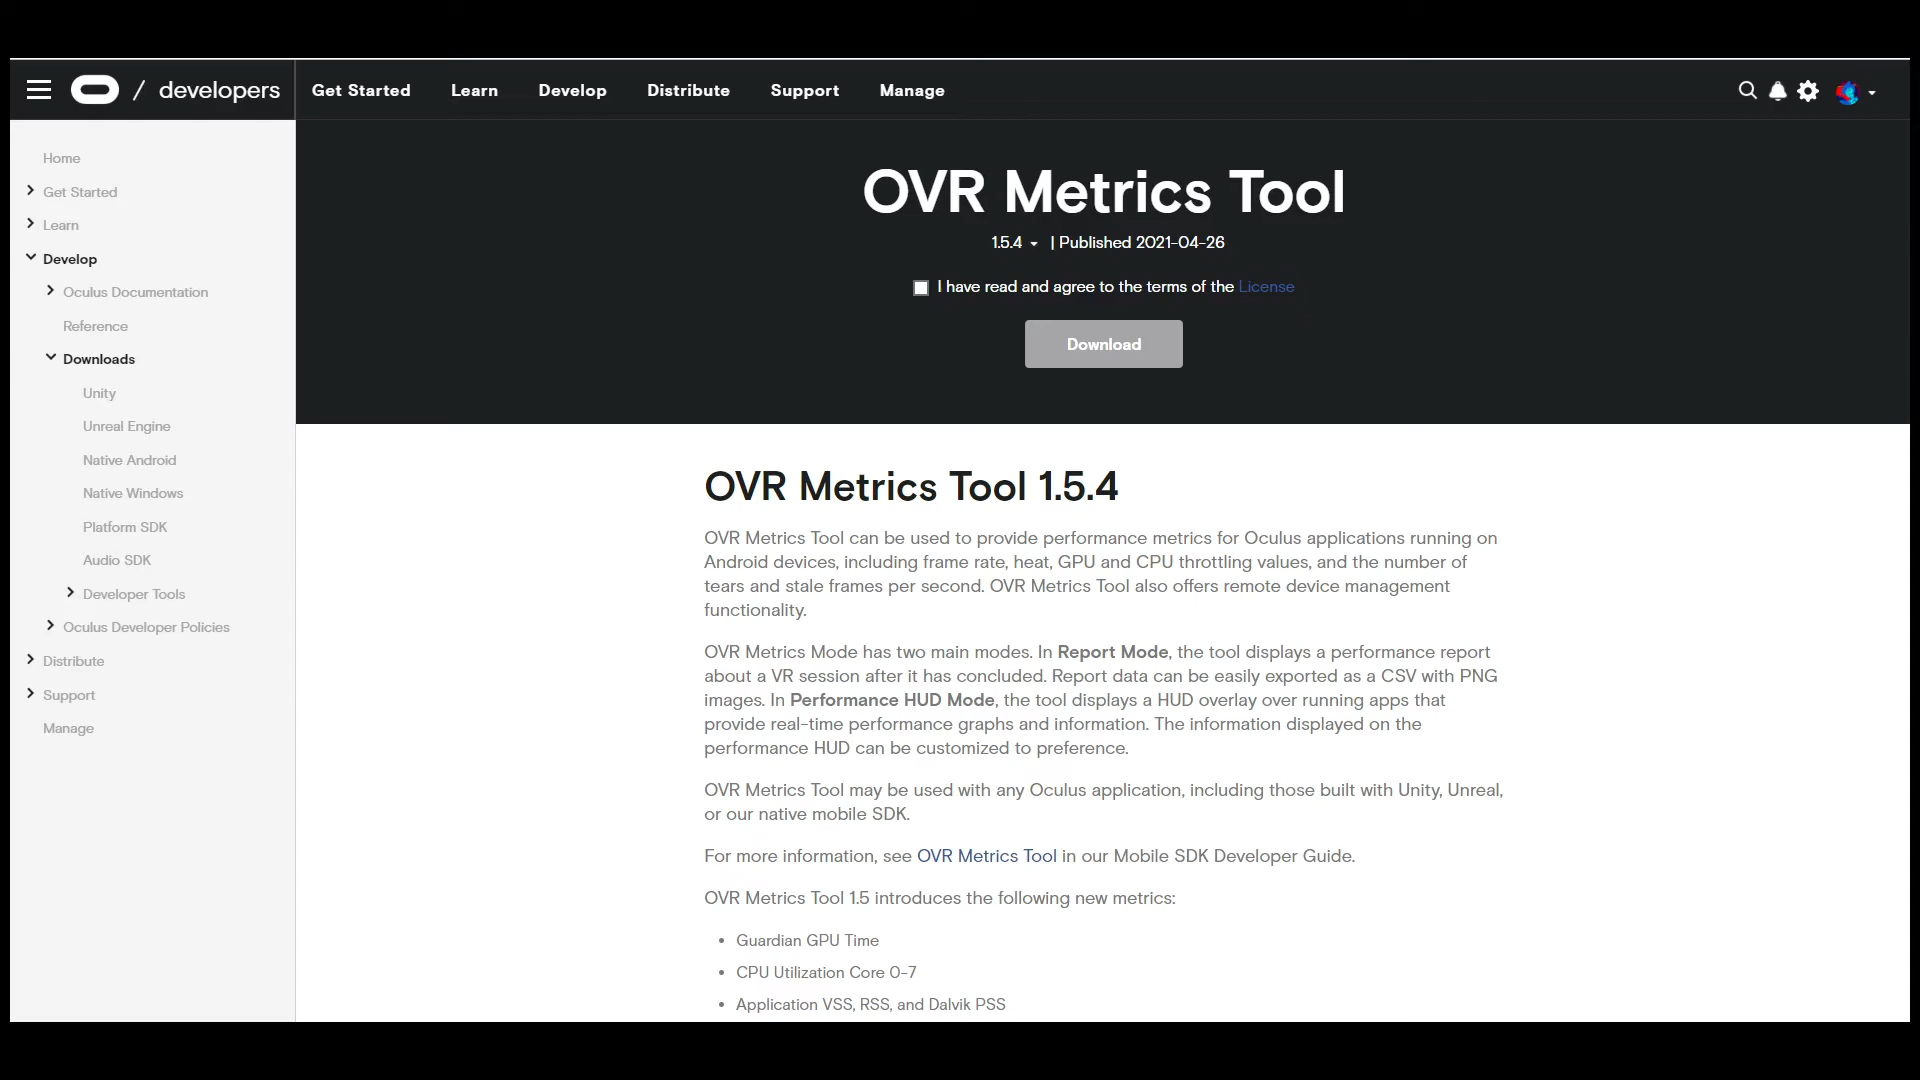 / developers
Get Started Learn Develop Distribute Support Manage
Home
Get Started
Learn
Develop
Oculus Documentation
Reference
Downloads
Unity
Unreal Engine
Native Android
Native Windows
Platform SDK
Audio SDK
Developer Tools
Oculus Developer Policies
Distribute
Support
Manage
OVR Metrics Tool
1.5.4 | Published 2021-04-26
I have read and agree to the terms of the License
Download
OVR Metrics Tool 1.5.4
OVR Metrics Tool can be used to provide performance metrics for Oculus applications running on
Android devices, including frame rate, heat, GPU and CPU throttling values, and the number of
tears and stale frames per second. OVR Metrics Tool also offers remote device management
functionality.
OVR Metrics Mode has two main modes. In Report Mode, the tool displays a performance report
about a VR session after it has concluded. Report data can be easily exported as a CSV with PNG
images. In Performance HUD Mode, the tool displays a HUD overlay over running apps that
provide real-time performance graphs and information. The information displayed on the
performance HUD can be customized to preference.
OVR Metrics Tool may be used with any Oculus application, including those built with Unity, Unreal,
or our native mobile SDK.
For more information, see OVR Metrics Tool in our Mobile SDK Developer Guide.
OVR Metrics Tool 1.5 introduces the following new metrics:
• Guardian GPU Time
• CPU Utilization Core 0-7
• Application VSS, RSS, and Dalvik PSS